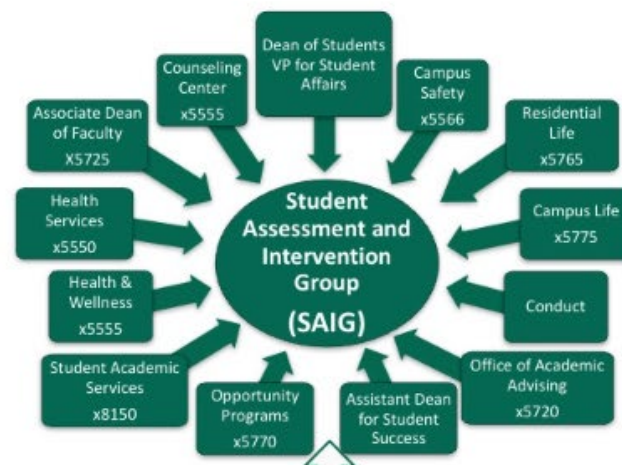 Dean of Students
VP for Student
Affairs
Counseling
Center
x5555
Campus
Safety
x5566
Associate Dean
of Faculty
X5725
Residential
Life
x5765
Health
Services
x5550
Student
Assessment and
Intervention
Group
(SAIG)
Campus Life
x5775
Health &
Wellness
x5555
Conduct
Student Academic
Services
x8150
Opportunity
Programs
x5770
Assistant Dean
for Student
Success
Office of Academic
Advising
x5720